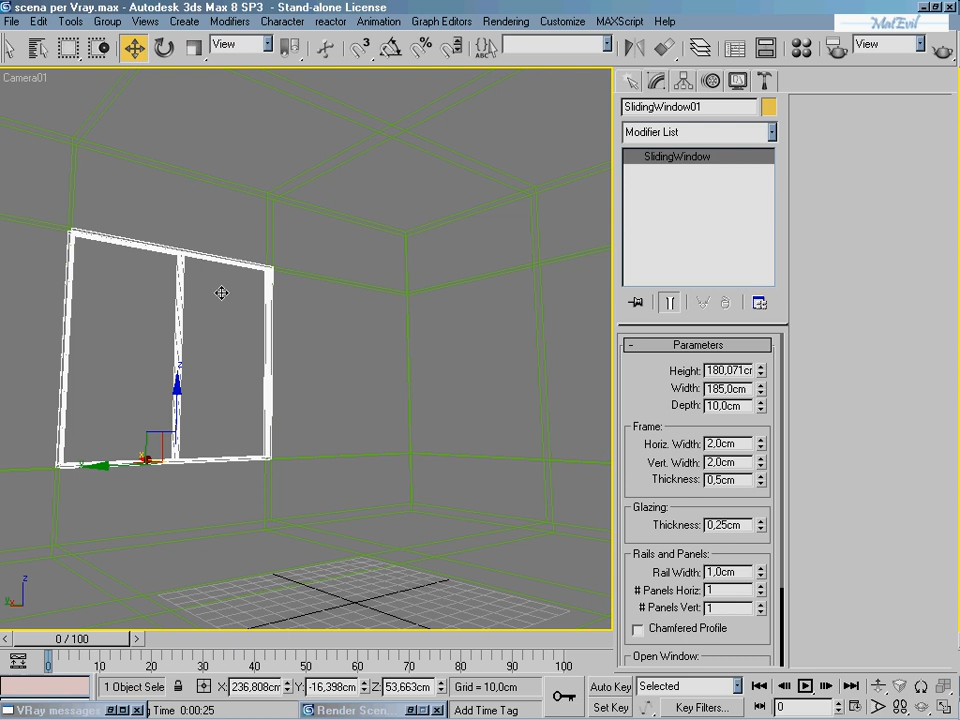 scena per Vray.max - Autodesk 3ds Max 8 SP3 - Stand-alone License
File Edit Tools Group Views Create Modifiers Character reactor Animation Graph Editors Rendering Customize MAXScript Help
MatEvil
View 3 % ABC View
Camera01
SlidingWindow01
Modifier List
SlidingWindow
- Parameters
Height: 180,071cr
Width: 185,0cm
Depth: 10,0cm
Frame:
Horiz. Width: 2,0cm
Vert. Width: 2,0cm
Thickness: 0,5cm
Glazing:
Thickness: 0,25cm
Rails and Panels:
Rail Width: 1,0cm
# Panels Horiz: 1
# Panels Vert: 1
Chamfered Profile
Open Window:
z
z
x
< 0 / 100 >
0 10 20 30 40 50 60 70 80 90 100
1 Object Sele X: 236,808cm Y: -16,398cm Z: 53,663cm Grid = 10,0cm Auto Key Selected
VRay messages g Time 0:00:25 Render Scen... Add Time Tag Set Key Key Filters... 0